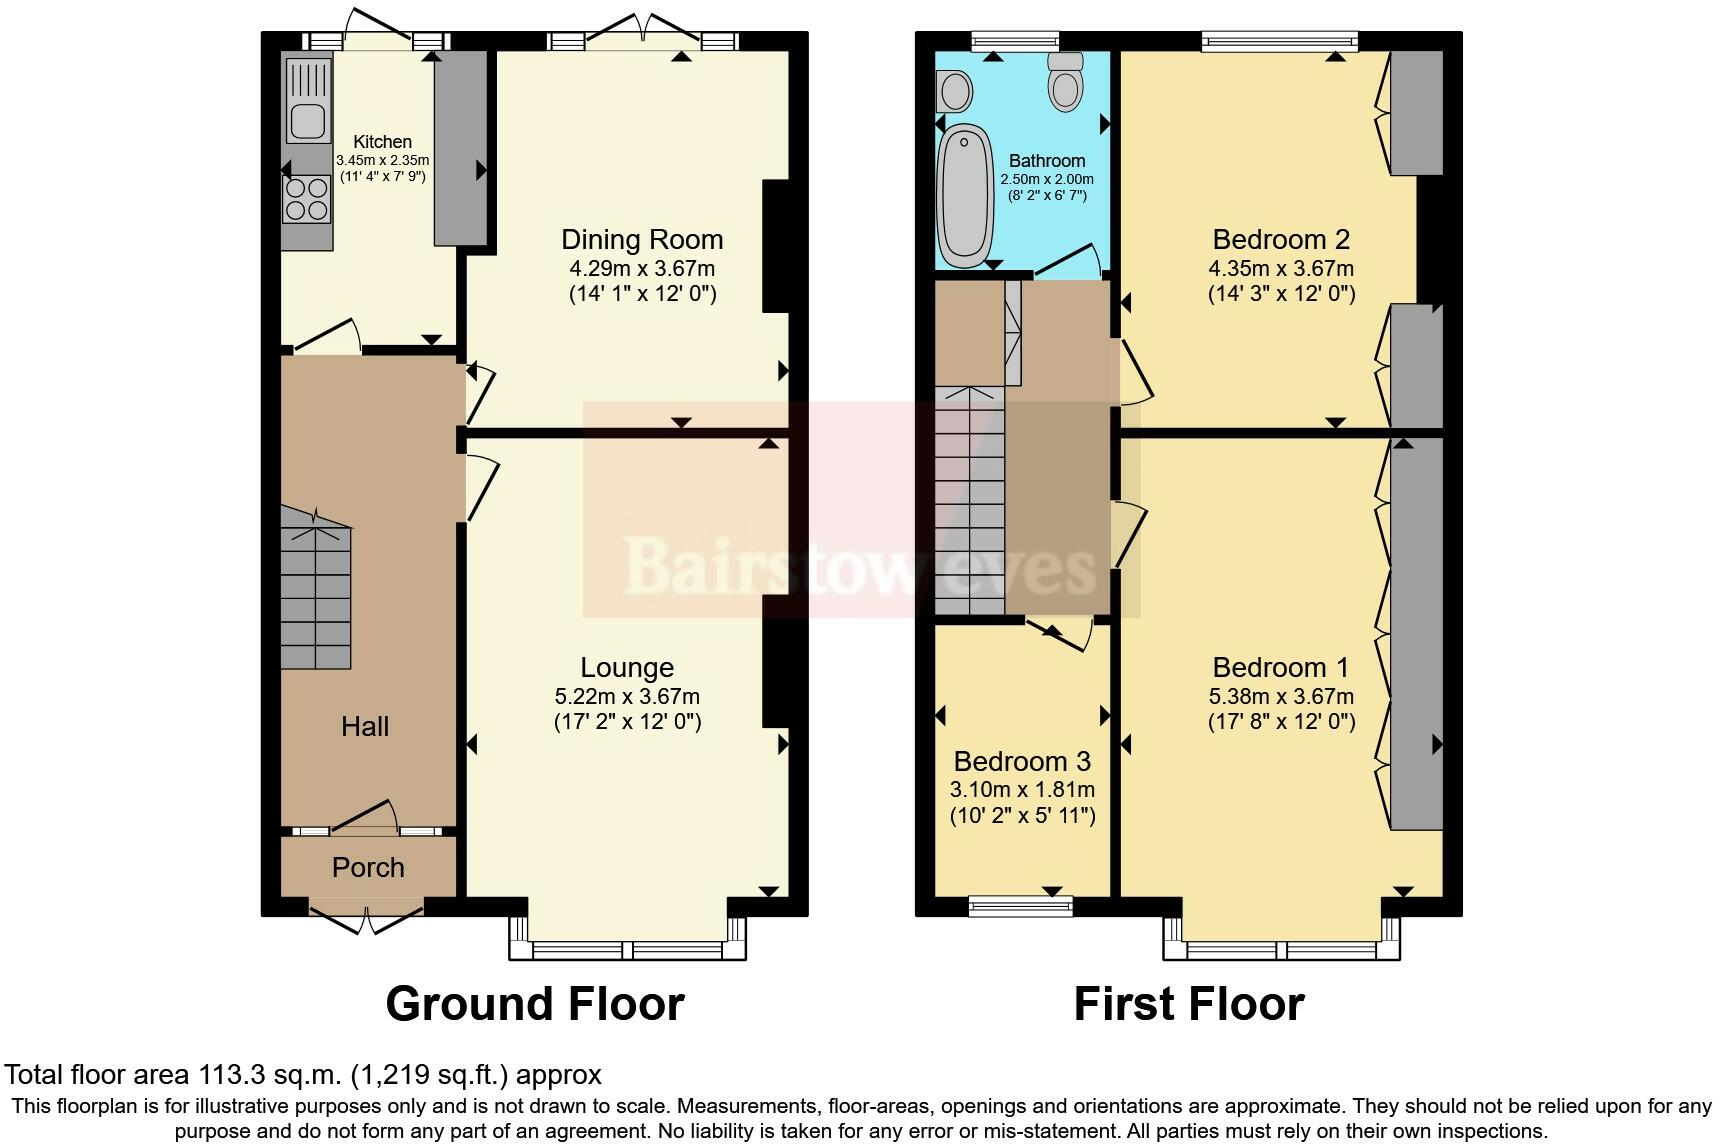 Kitchen
3.45m x 2.35m
(11' 4" x 7' 9")
Dining Room
4.29m x 3.67m
(14' 1" x 12' 0")
Lounge
5.22m x 3.67m
(17' 2" x 12' 0")
Hall
Porch
Bathroom
2.50m x 2.00m
(8' 2" x 6' 7")
Bedroom 2
4.35m x 3.67m
(14' 3" x 12' 0")
Bedroom 1
5.38m x 3.67m
(17' 8" x 12' 0")
Bedroom 3
3.10m x 1.81m
(10' 2" x 5' 11")
Bairstow eves
Ground Floor
First Floor
Total floor area 113.3 sq.m. (1,219 sq.ft.) approx
This floorplan is for illustrative purposes only and is not drawn to scale. Measurements, floor-areas, openings and orientations are approximate. They should not be relied upon for any
purpose and do not form any part of an agreement. No liability is taken for any error or mis-statement. All parties must rely on their own inspections.